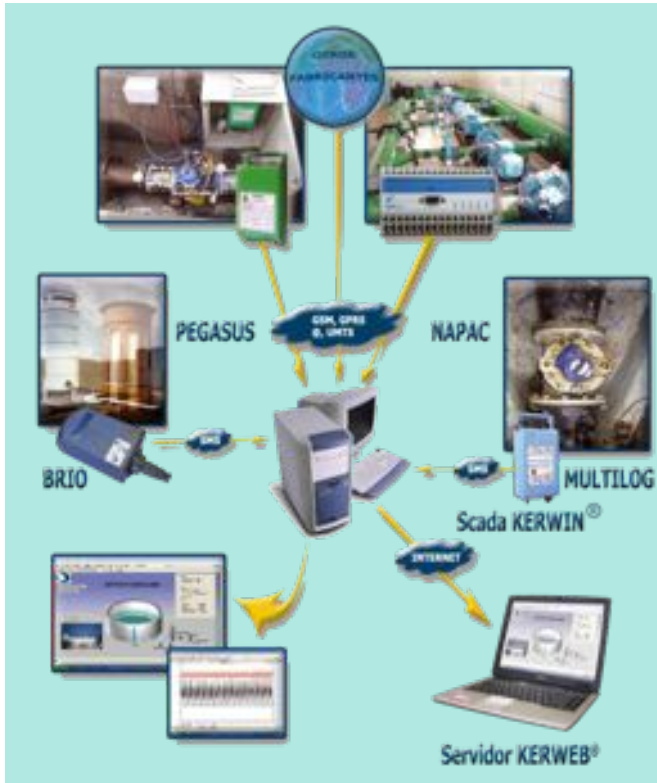 OTROS
FABRICANTES
PEGASUS
GSM, GPRS
Ó, UMTS
NAPAC
BRIO
SMS
SMS
MULTILOG
Scada KERWIN®
INTERNET
Servidor KERWEB®